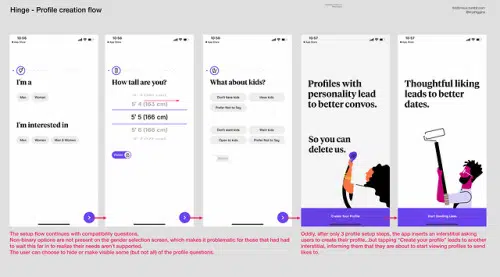 Hinge - Profile creation flow
10:55
10:56
10:56
10:57
10:57
I'm a
Men
Women
I'm interested in
Men
Women
Men & Women
How tall are you?
5' 4 (163 cm)
5' 5 (166 cm)
5' 6 (168 cm)
What about kids?
Don't have kids
Have kids
Prefer Not to Say
Don't want kids
Want kids
Open to kids
Prefer Not to Say
Profiles with
personality lead
to better convos.
So you can
delete us.
Create Your Profile
Thoughtful liking
leads to better
dates.
Start Sending Likes
The setup flow continues with compatibility questions.
Non-binary options are not present on the gender selection screen, which makes it problematic for those that had had
to wait this far in to realise their needs aren't supported.
The user can choose to hide or make visible some (but not all) of the profile questions.
Oddly, after only 3 profile setup steps, the app inserts an interstitial asking
users to create their profile...but tapping "Create your profile" leads to another
interstitial, informing them that they are about to start viewing profiles to send
likes to.